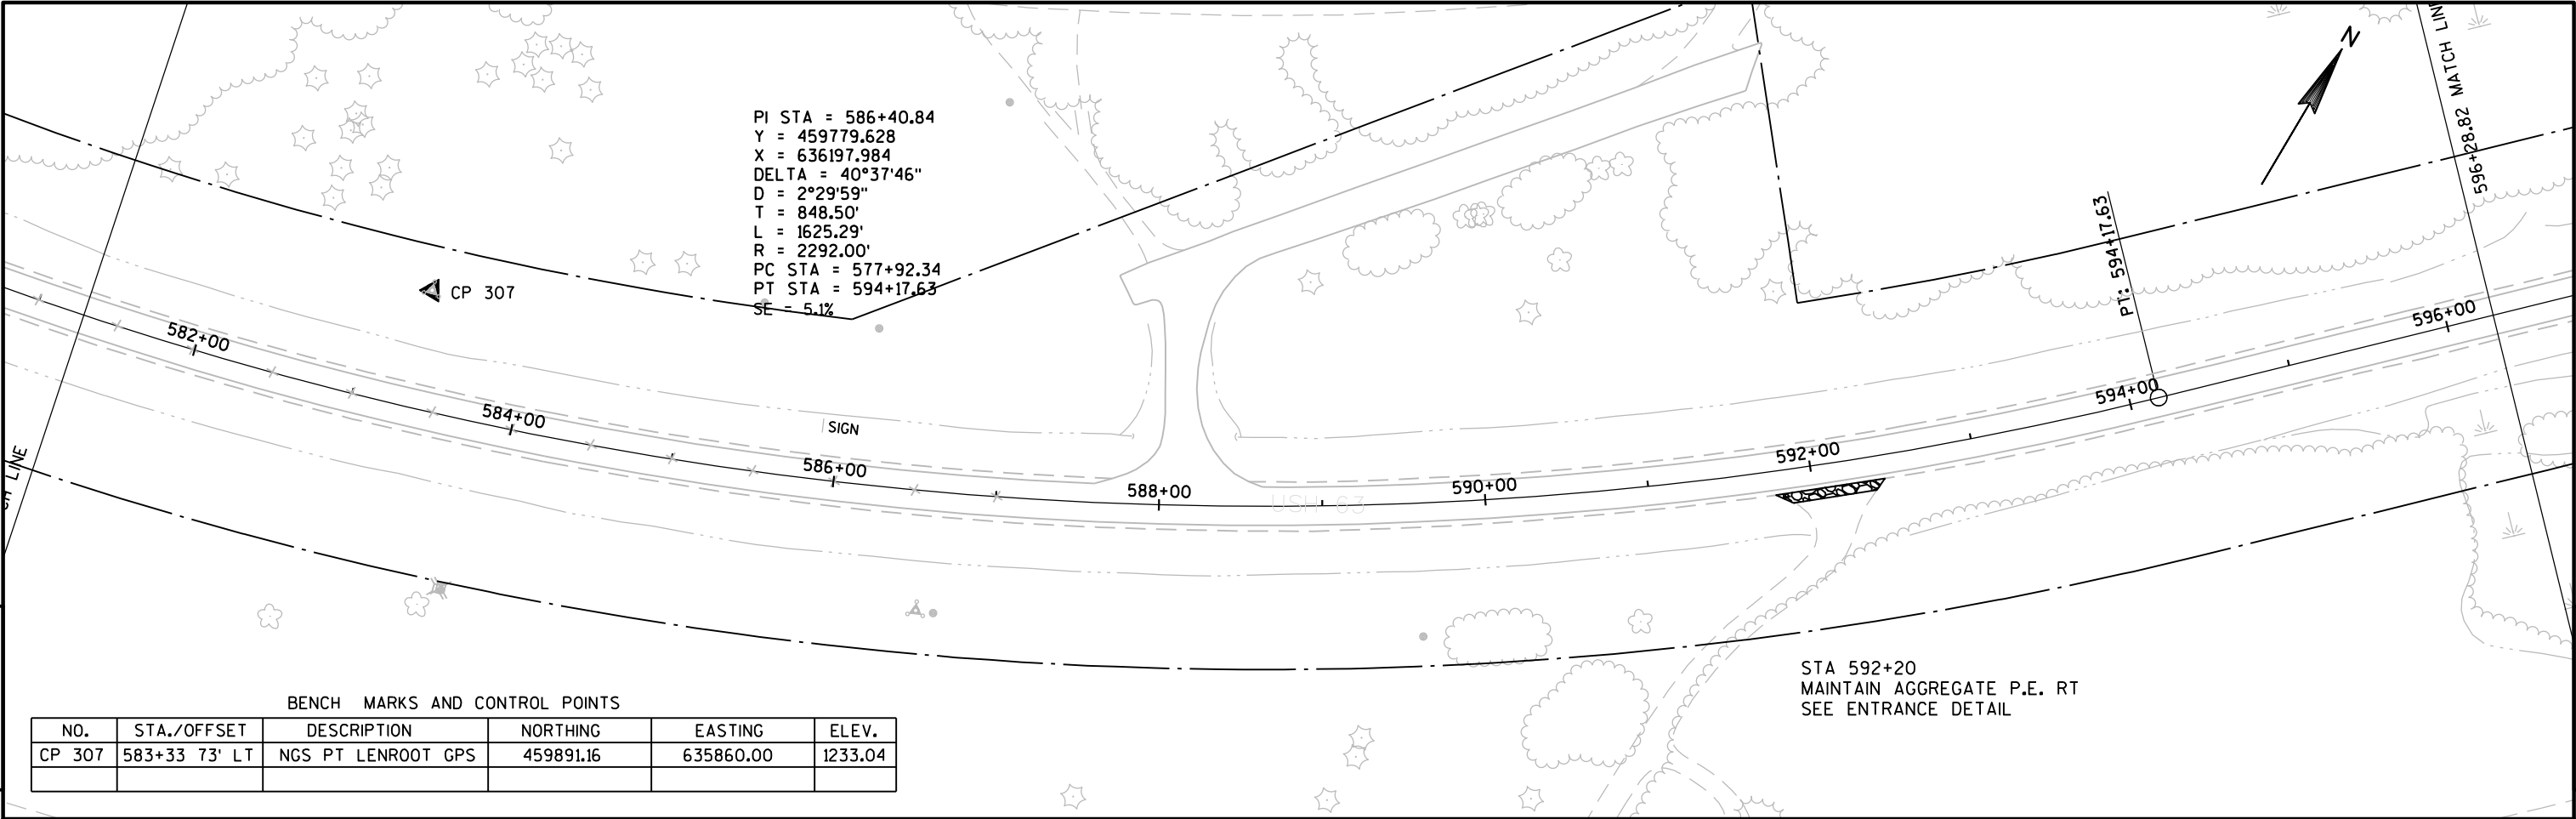 N
596+28.82 MATCH LINE
PI STA = 586+40.84
Y = 459779.628
X = 636197.984
DELTA = 40°37'46"
D = 2°29'59"
T = 848.50'
L = 1625.29'
R = 2292.00'
PC STA = 577+92.34
PT STA = 594+17.63
SE = 5.1%
CP 307
PT: 594+17.63
582+00
584+00
SIGN
586+00
588+00
USH 63
590+00
592+00
594+00
596+00
LINE
STA 592+20
MAINTAIN AGGREGATE P.E. RT
SEE ENTRANCE DETAIL
BENCH MARKS AND CONTROL POINTS
NO. STA./OFFSET DESCRIPTION NORTHING EASTING ELEV.
CP 307 583+33 73' LT NGS PT LENROOT GPS 459891.16 635860.00 1233.04